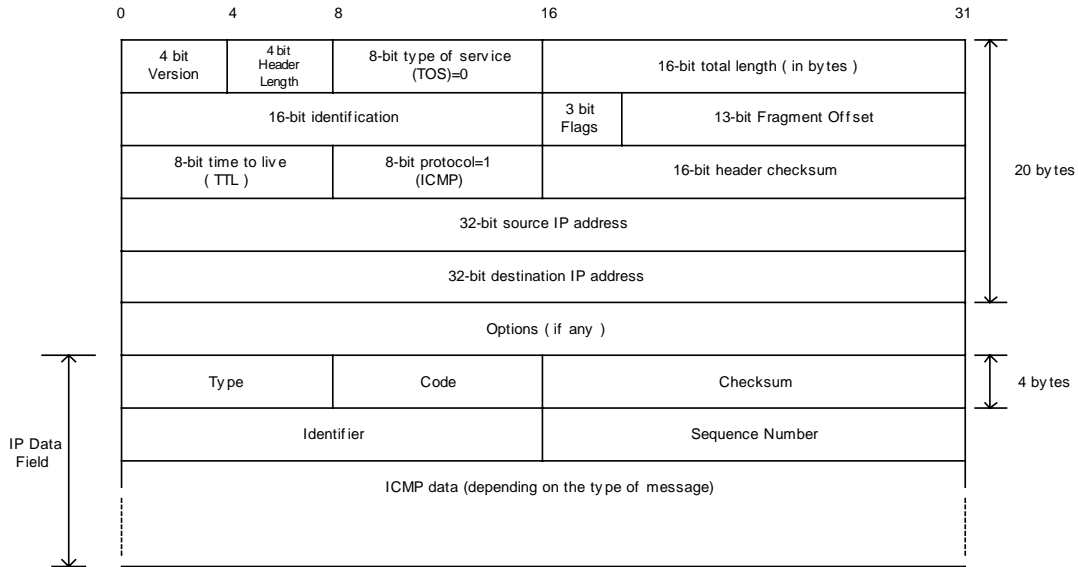 0 4 8 16 31
4 bit
Version
4 bit
Header
Length
8-bit type of service
(TOS)=0
16-bit total length ( in bytes )
16-bit identification
3 bit
Flags
13-bit Fragment Offset
8-bit time to live
( TTL )
8-bit protocol=1
(ICMP)
16-bit header checksum
20 bytes
32-bit source IP address
32-bit destination IP address
Options ( if any )
Type
Code
Checksum
4 bytes
Identifier
Sequence Number
IP Data
Field
ICMP data (depending on the type of message)